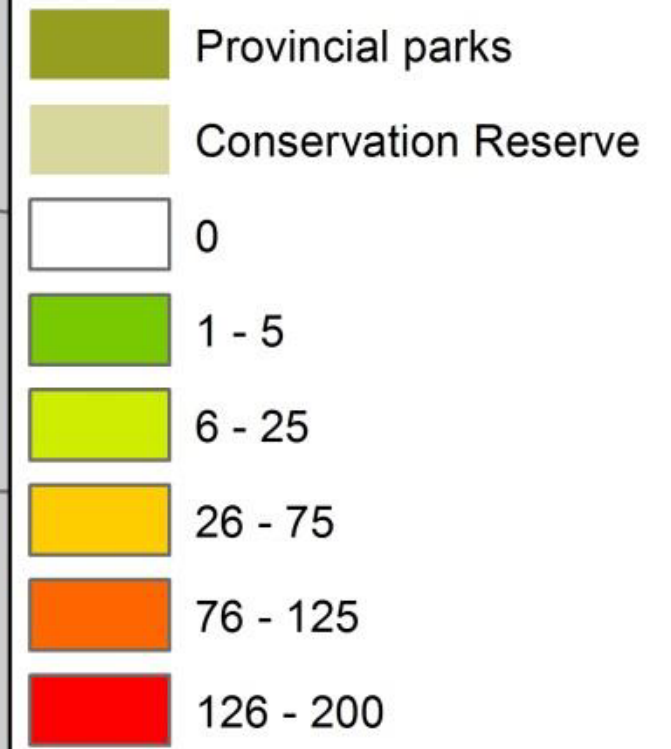 Provincial parks
Conservation Reserve
0
1 - 5
6 - 25
26 - 75
76 - 125
126 - 200